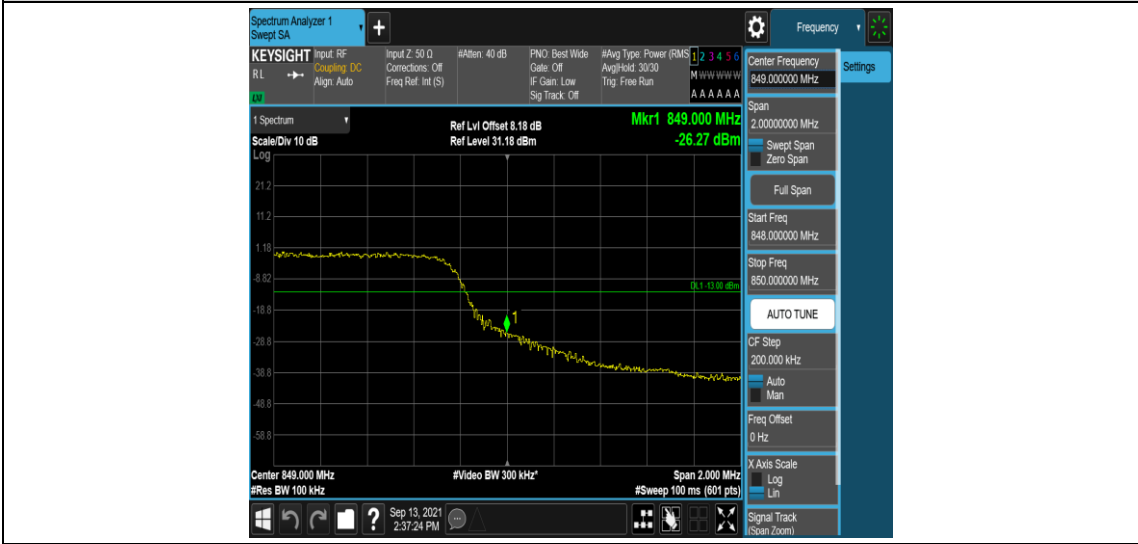 Spectrum Analyzer 1
Swept SA
Frequency
KEYSIGHT
RL
LM
Input: RF
Coupling: DC
Align: Auto
Input Z: 50 Ω
Corrections: Off
Freq Ref: Int (S)
#Atten: 40 dB
PNO: Best Wide
Gate: Off
IF Gain: Low
Sig Track: Off
#Avg Type: Power (RMS
Avg|Hold: 30/30
Trig: Free Run
1 2 3 4 5 6
M W W W W W
A A A A A A
1 Spectrum
Scale/Div 10 dB
Ref Lvl Offset 8.18 dB
Ref Level 31.18 dBm
Mkr1 849.000 MHz
-26.27 dBm
Log
21.2
11.2
1.18
-8.82
-18.8
-28.8
-38.8
-48.8
-58.8
DL1 -13.00 dBm
1
Center 849.000 MHz
#Res BW 100 kHz
#Video BW 300 kHz*
Span 2.000 MHz
#Sweep 100 ms (601 pts)
?
Sep 13, 2021
2:37:24 PM
Center Frequency
849.000000 MHz
Span
2.00000000 MHz
Swept Span
Zero Span
Full Span
Start Freq
848.000000 MHz
Stop Freq
850.000000 MHz
AUTO TUNE
CF Step
200.000 kHz
Auto
Man
Freq Offset
0 Hz
X Axis Scale
Log
Lin
Signal Track
(Span Zoom)
Settings